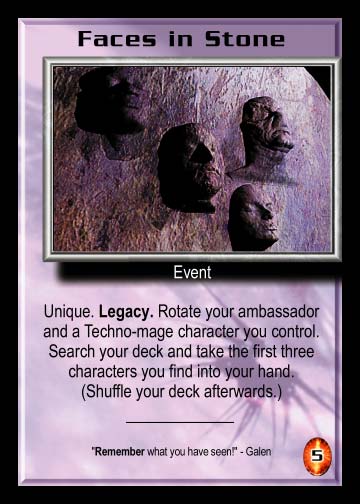 Faces in Stone
Event
Unique. Legacy. Rotate your ambassador
and a Techno-mage character you control.
Search your deck and take the first three
characters you find into your hand.
(Shuffle your deck afterwards.)
"Remember what you have seen!" - Galen
5